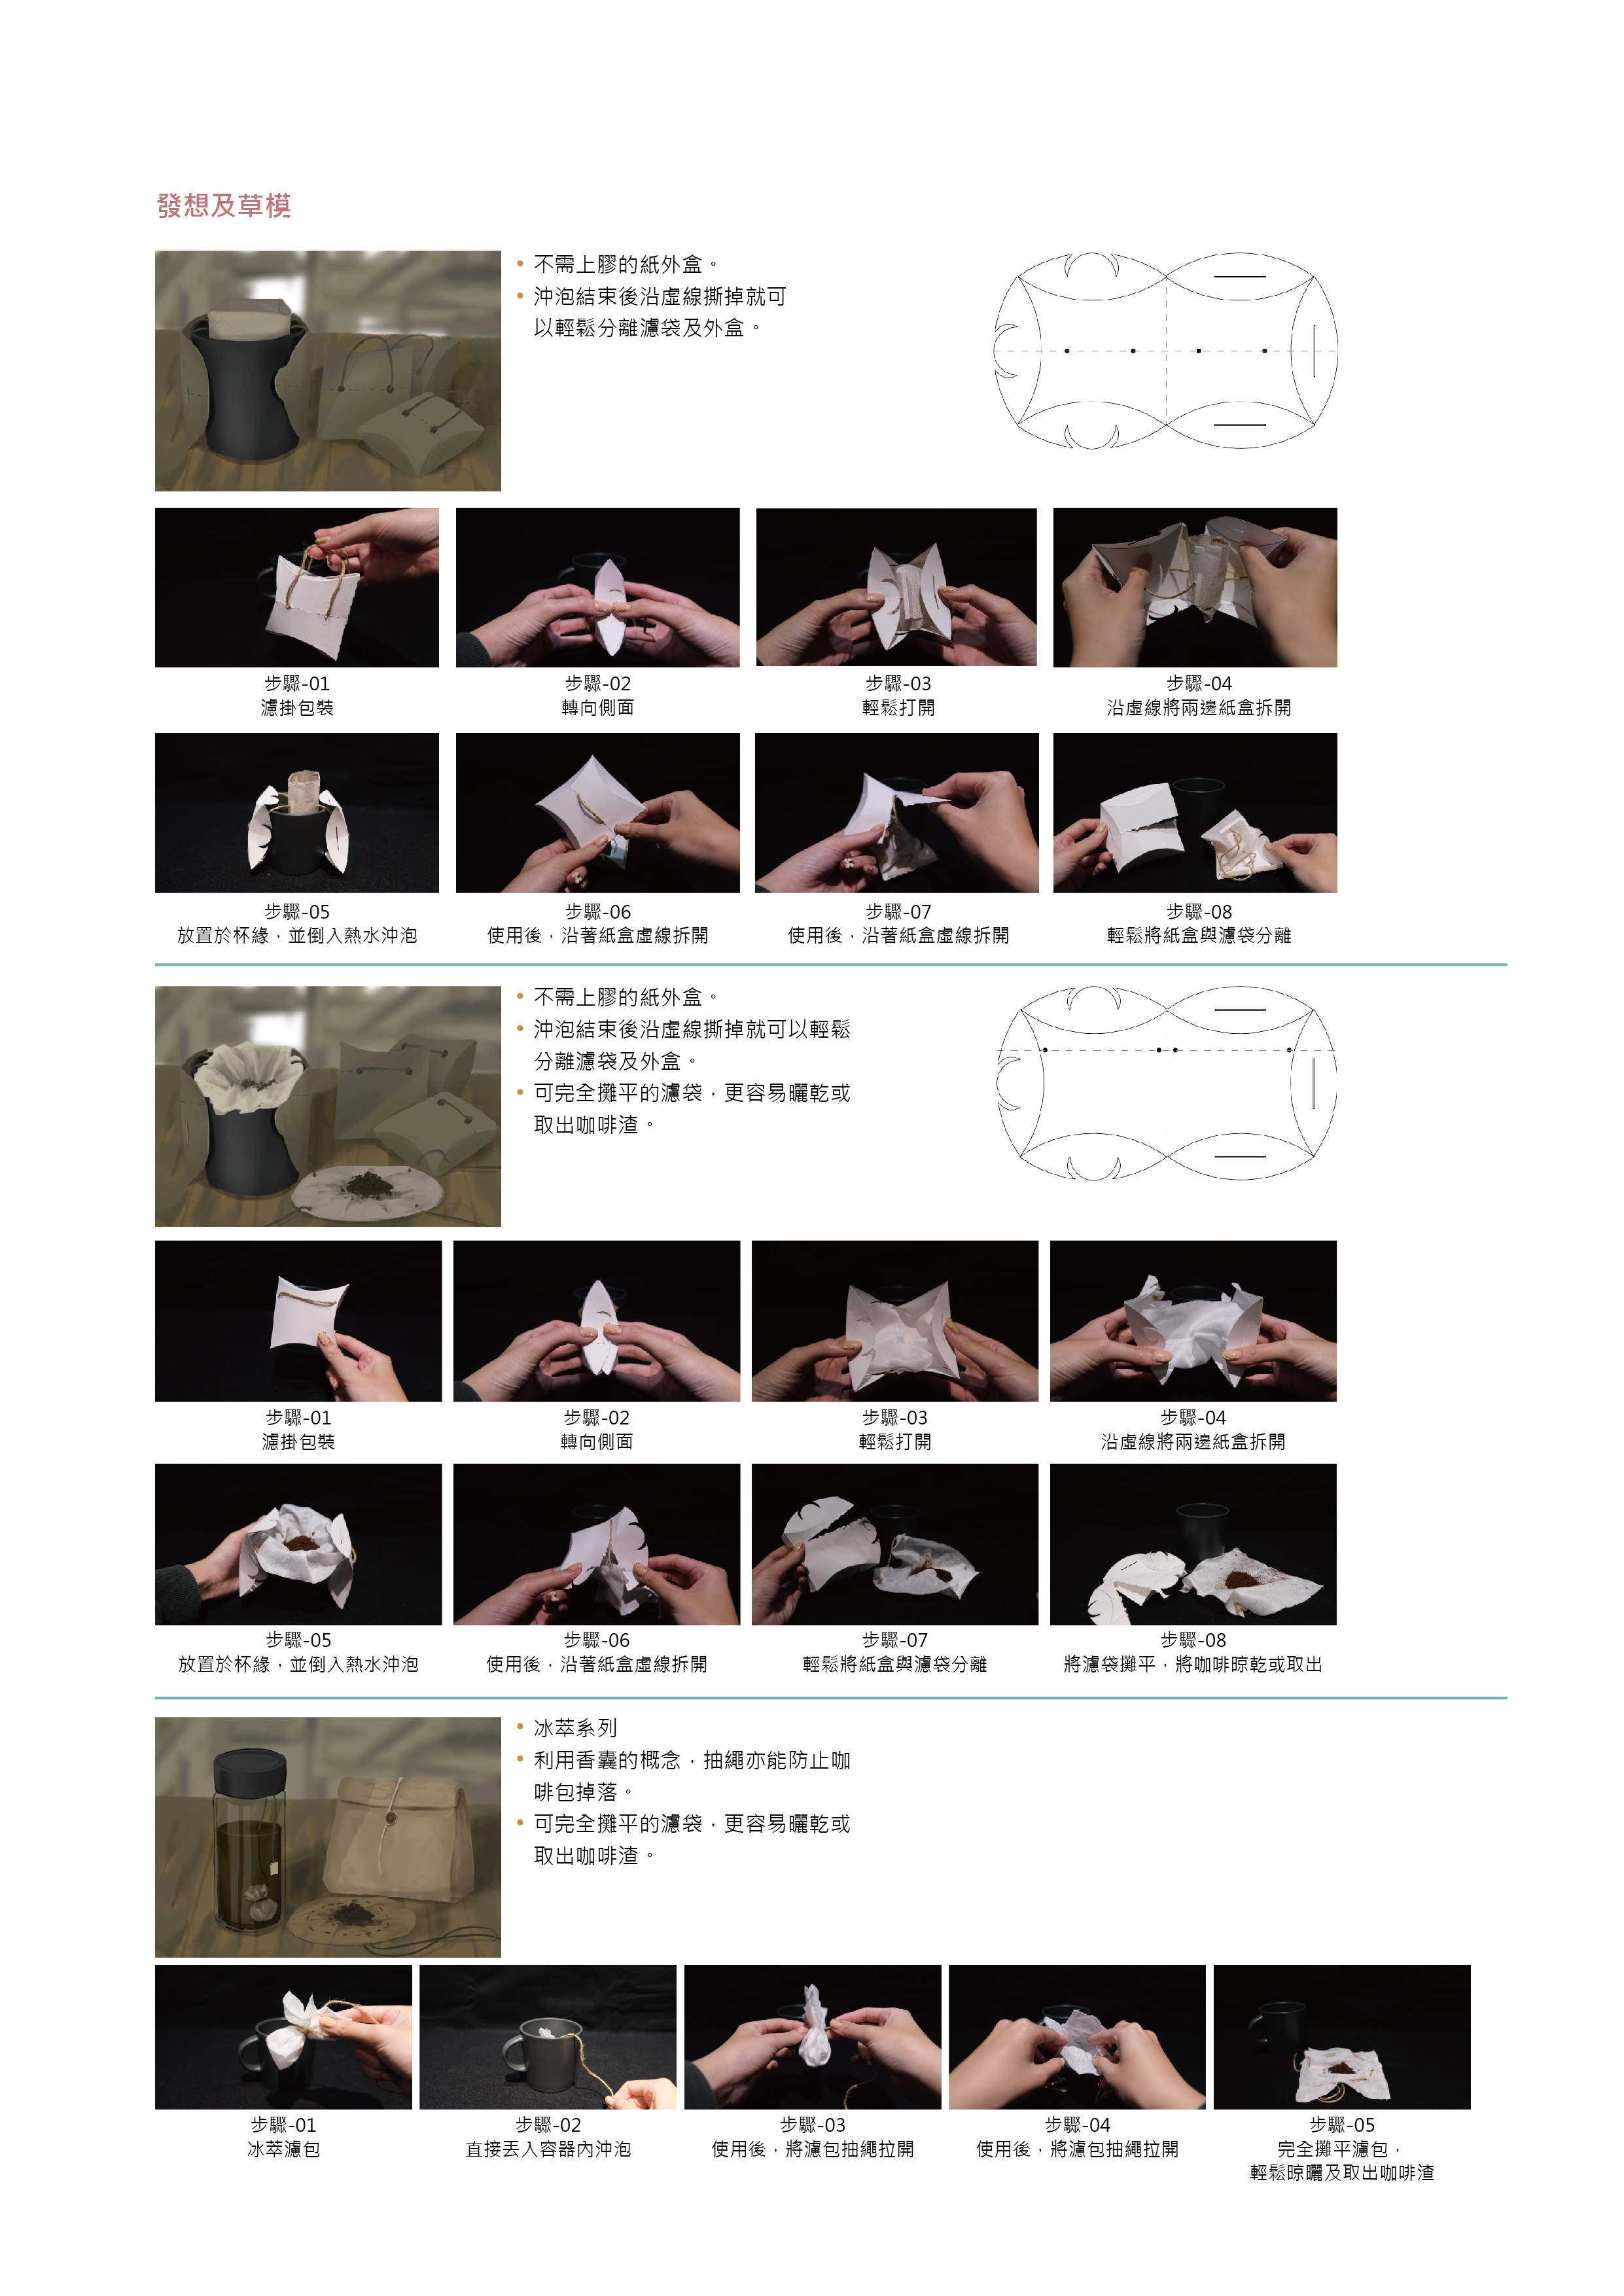 發想及草模
• 不需上膠的紙外盒。
• 沖泡結束後沿虛線撕掉就可
以輕鬆分離濾袋及外盒。
步驟-01
濾掛包裝
步驟-02
轉向側面
步驟-03
輕鬆打開
步驟-04
沿虛線將兩邊紙盒拆開
步驟-05
放置於杯緣，並倒入熱水沖泡
步驟-06
使用後，沿著紙盒虛線拆開
步驟-07
使用後，沿著紙盒虛線拆開
步驟-08
輕鬆將紙盒與濾袋分離
• 不需上膠的紙外盒。
• 沖泡結束後沿虛線撕掉就可以輕鬆
分離濾袋及外盒。
• 可完全攤平的濾袋，更容易曬乾或
取出咖啡渣。
步驟-01
濾掛包裝
步驟-02
轉向側面
步驟-03
輕鬆打開
步驟-04
沿虛線將兩邊紙盒拆開
步驟-05
放置於杯緣，並倒入熱水沖泡
步驟-06
使用後，沿著紙盒虛線拆開
步驟-07
輕鬆將紙盒與濾袋分離
步驟-08
將濾袋攤平，將咖啡晾乾或取出
• 冰萃系列
• 利用香囊的概念，抽繩亦能防止咖
啡包掉落。
• 可完全攤平的濾袋，更容易曬乾或
取出咖啡渣。
步驟-01
冰萃濾包
步驟-02
直接丟入容器內沖泡
步驟-03
使用後，將濾包抽繩拉開
步驟-04
使用後，將濾包抽繩拉開
步驟-05
完全攤平濾包，
輕鬆晾曬及取出咖啡渣